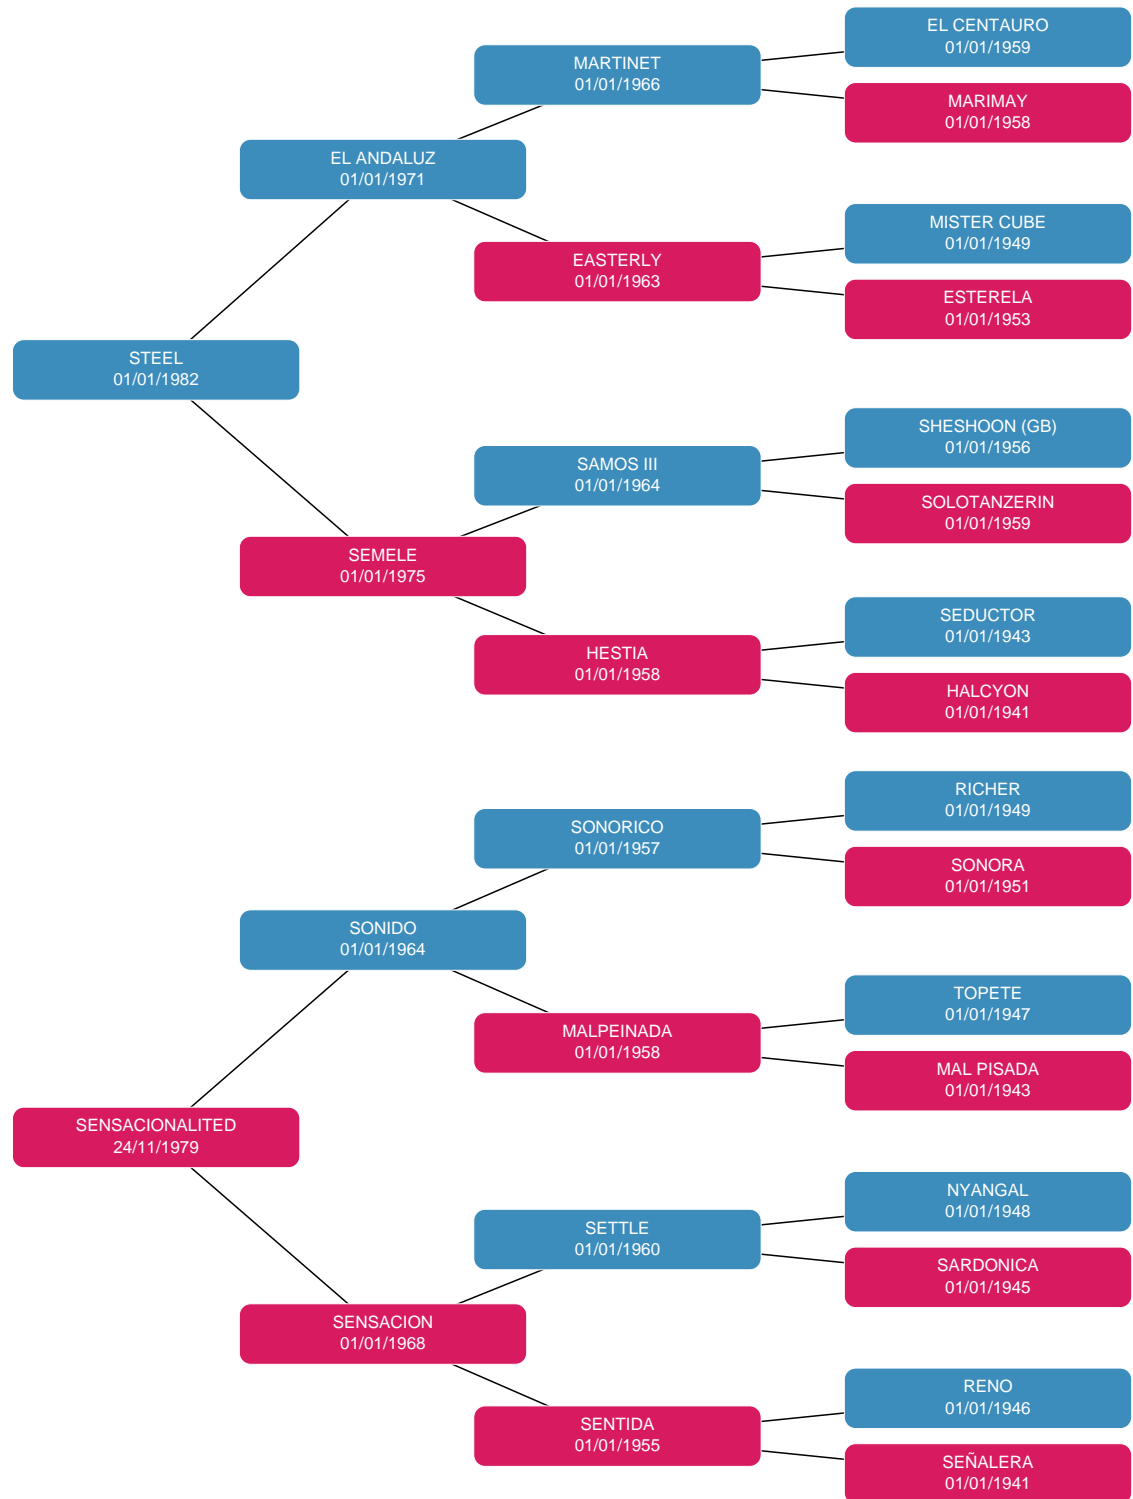 EL CENTAURO
01/01/1959
MARTINET
01/01/1966
MARIMAY
01/01/1958
EL ANDALUZ
01/01/1971
MISTER CUBE
01/01/1949
EASTERLY
01/01/1963
ESTERELA
01/01/1953
STEEL
01/01/1982
SHESHOON (GB)
01/01/1956
SAMOS III
01/01/1964
SOLOTANZERIN
01/01/1959
SEMELE
01/01/1975
SEDUCTOR
01/01/1943
HESTIA
01/01/1958
HALCYON
01/01/1941
RICHER
01/01/1949
SONORICO
01/01/1957
SONORA
01/01/1951
SONIDO
01/01/1964
TOPETE
01/01/1947
MALPEINADA
01/01/1958
MAL PISADA
01/01/1943
SENSACIONALITED
24/11/1979
NYANGAL
01/01/1948
SETTLE
01/01/1960
SARDONICA
01/01/1945
SENSACION
01/01/1968
RENO
01/01/1946
SENTIDA
01/01/1955
SEÑALERA
01/01/1941